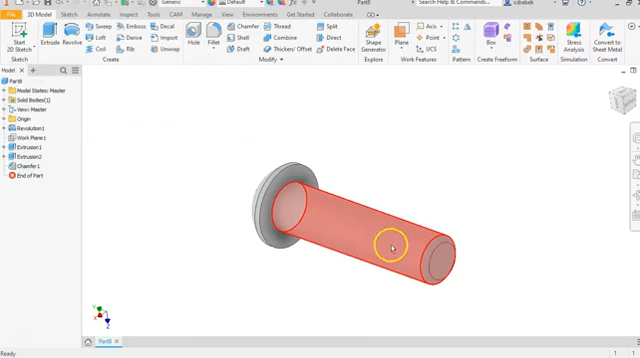 Generic
Default
Part8
Search Help & Commands...
cdrabek
File
3D Model
Sketch
Annotate
Inspect
Tools
Manage
View
Environments
Get Started
Collaborate
Start
2D Sketch
Extrude
Revolve
Loft
Coil
Emboss
Derive
Rib
Decal
Import
Unwrap
Hole
Fillet
Chamfer
Shell
Draft
Thread
Combine
Thicken/ Offset
Split
Direct
Delete Face
Shape
Generator
Plane
Axis
Point
UCS
Box
Stress
Analysis
Convert to
Sheet Metal
Sketch
Create
Modify
Explore
Work Features
Pattern
Create Freeform
Surface
Simulation
Convert
Model
Part8
Model States: Master
Solid Bodies(1)
View: Master
Origin
Revolution1
Work Plane1
Extrusion1
Extrusion2
Chamfer1
End of Part
Part8
Ready
1
1